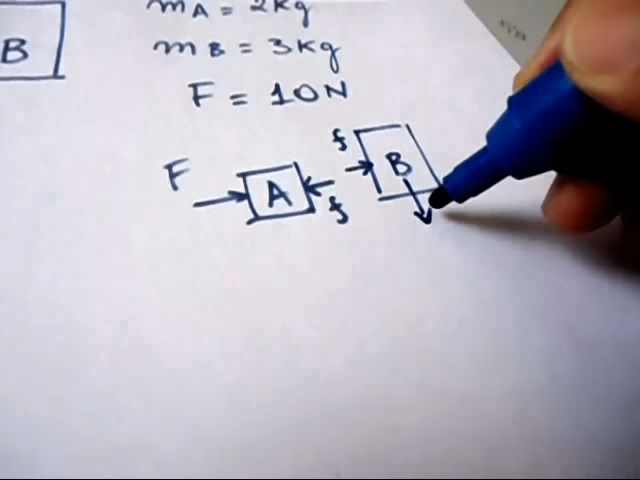 B
mA = 2kg
mB = 3kg
F = 10N
F A f
f B